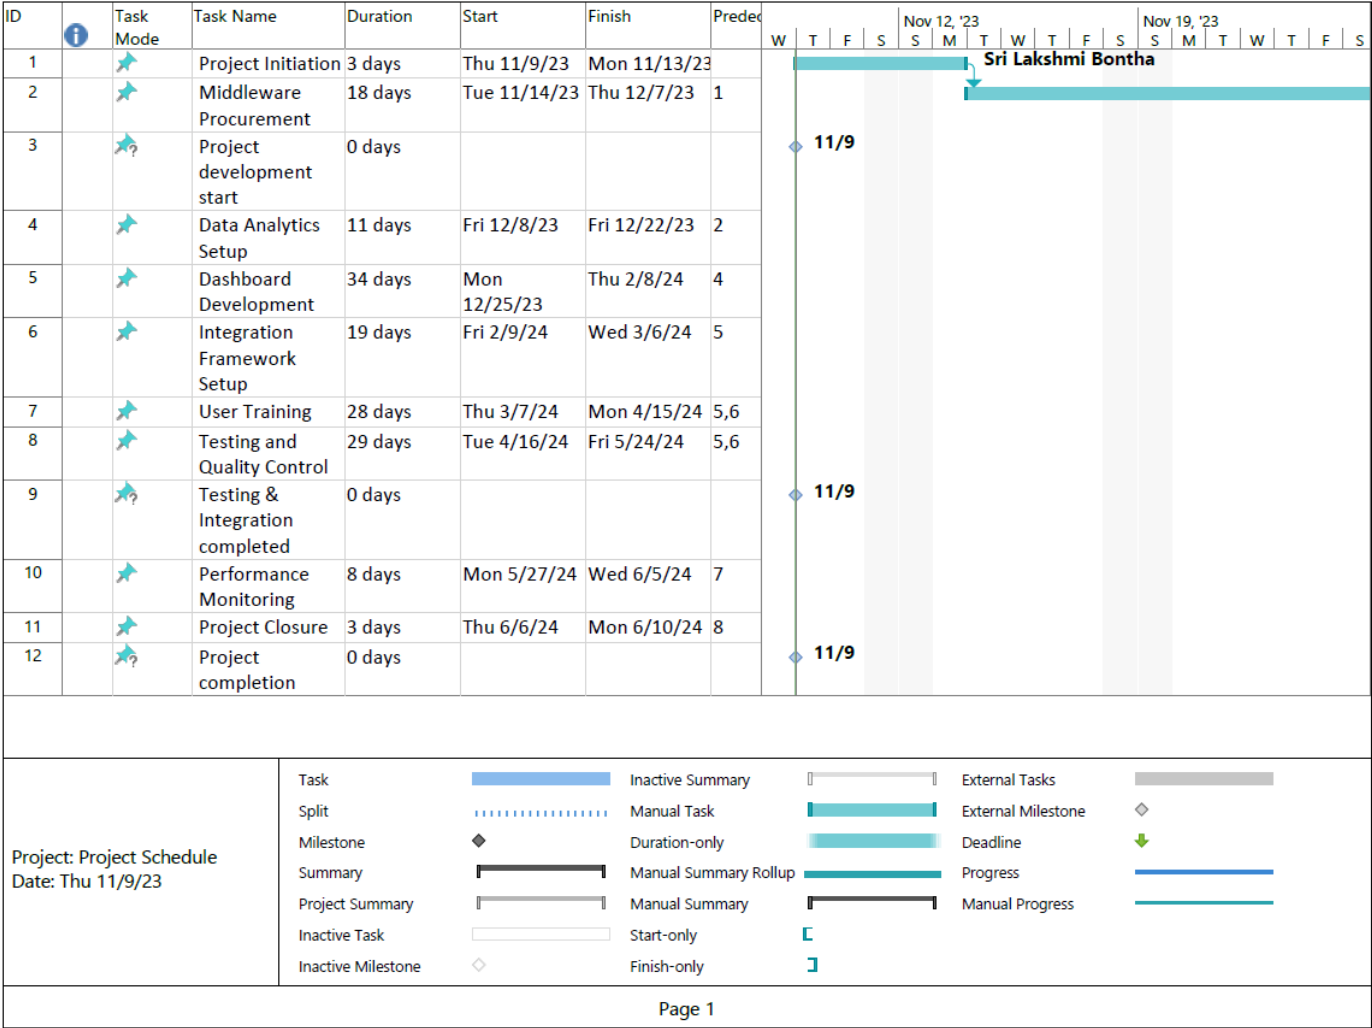 ID Task Mode Task Name Duration Start Finish Predec Nov 12, '23 Nov 19, '23
W T F S S M T W T F S S M T W T F S
1 Project Initiation 3 days Thu 11/9/23 Mon 11/13/23 Sri Lakshmi Bontha
2 Middleware Procurement 18 days Tue 11/14/23 Thu 12/7/23 1
3 Project development start 0 days 11/9
4 Data Analytics Setup 11 days Fri 12/8/23 Fri 12/22/23 2
5 Dashboard Development 34 days Mon 12/25/23 Thu 2/8/24 4
6 Integration Framework Setup 19 days Fri 2/9/24 Wed 3/6/24 5
7 User Training 28 days Thu 3/7/24 Mon 4/15/24 5,6
8 Testing and Quality Control 29 days Tue 4/16/24 Fri 5/24/24 5,6
9 Testing & Integration completed 0 days 11/9
10 Performance Monitoring 8 days Mon 5/27/24 Wed 6/5/24 7
11 Project Closure 3 days Thu 6/6/24 Mon 6/10/24 8
12 Project completion 0 days 11/9
Project: Project Schedule
Date: Thu 11/9/23
Task
Split
Milestone
Summary
Project Summary
Inactive Task
Inactive Milestone
Inactive Summary
Manual Task
Duration-only
Manual Summary Rollup
Manual Summary
Start-only
Finish-only
External Tasks
External Milestone
Deadline
Progress
Manual Progress
Page 1